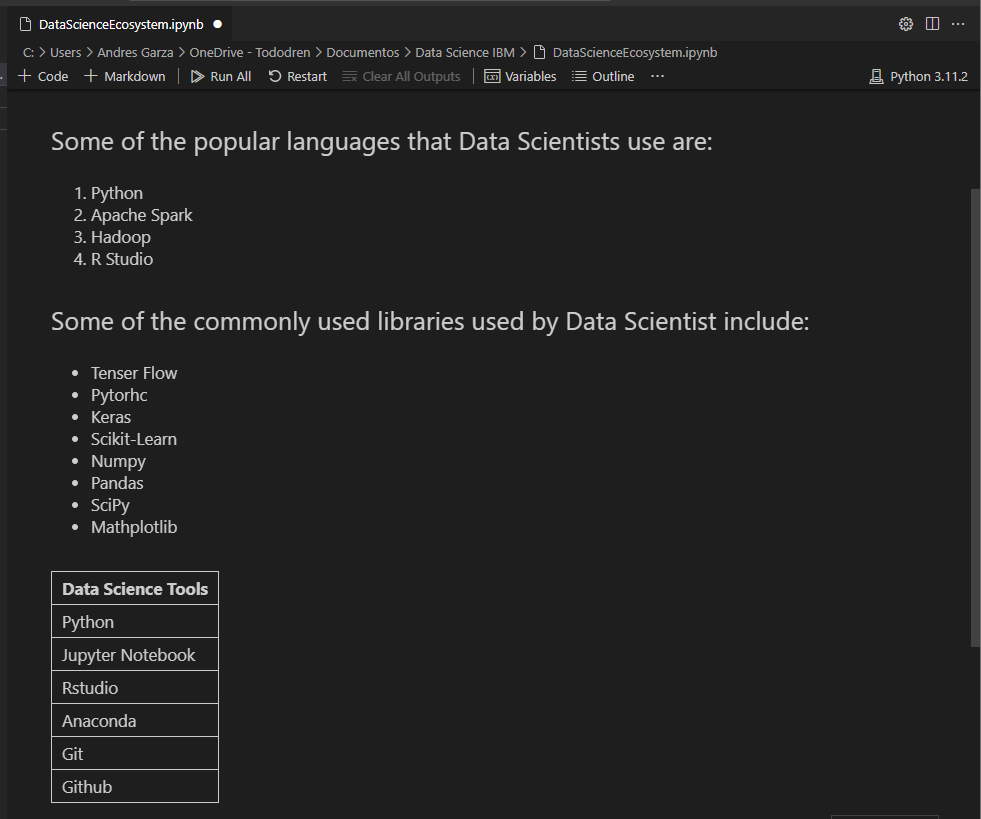 DataScienceEcosystem.ipynb
C: > Users > Andres Garza > OneDrive - Tododren > Documentos > Data Science IBM > DataScienceEcosystem.ipynb
+ Code + Markdown | Run All Restart Clear All Outputs | Variables Outline ··· Python 3.11.2
Some of the popular languages that Data Scientists use are:
1. Python
2. Apache Spark
3. Hadoop
4. R Studio
Some of the commonly used libraries used by Data Scientist include:
• Tenser Flow
• Pytorhc
• Keras
• Scikit-Learn
• Numpy
• Pandas
• SciPy
• Mathplotlib
Data Science Tools
Python
Jupyter Notebook
Rstudio
Anaconda
Git
Github